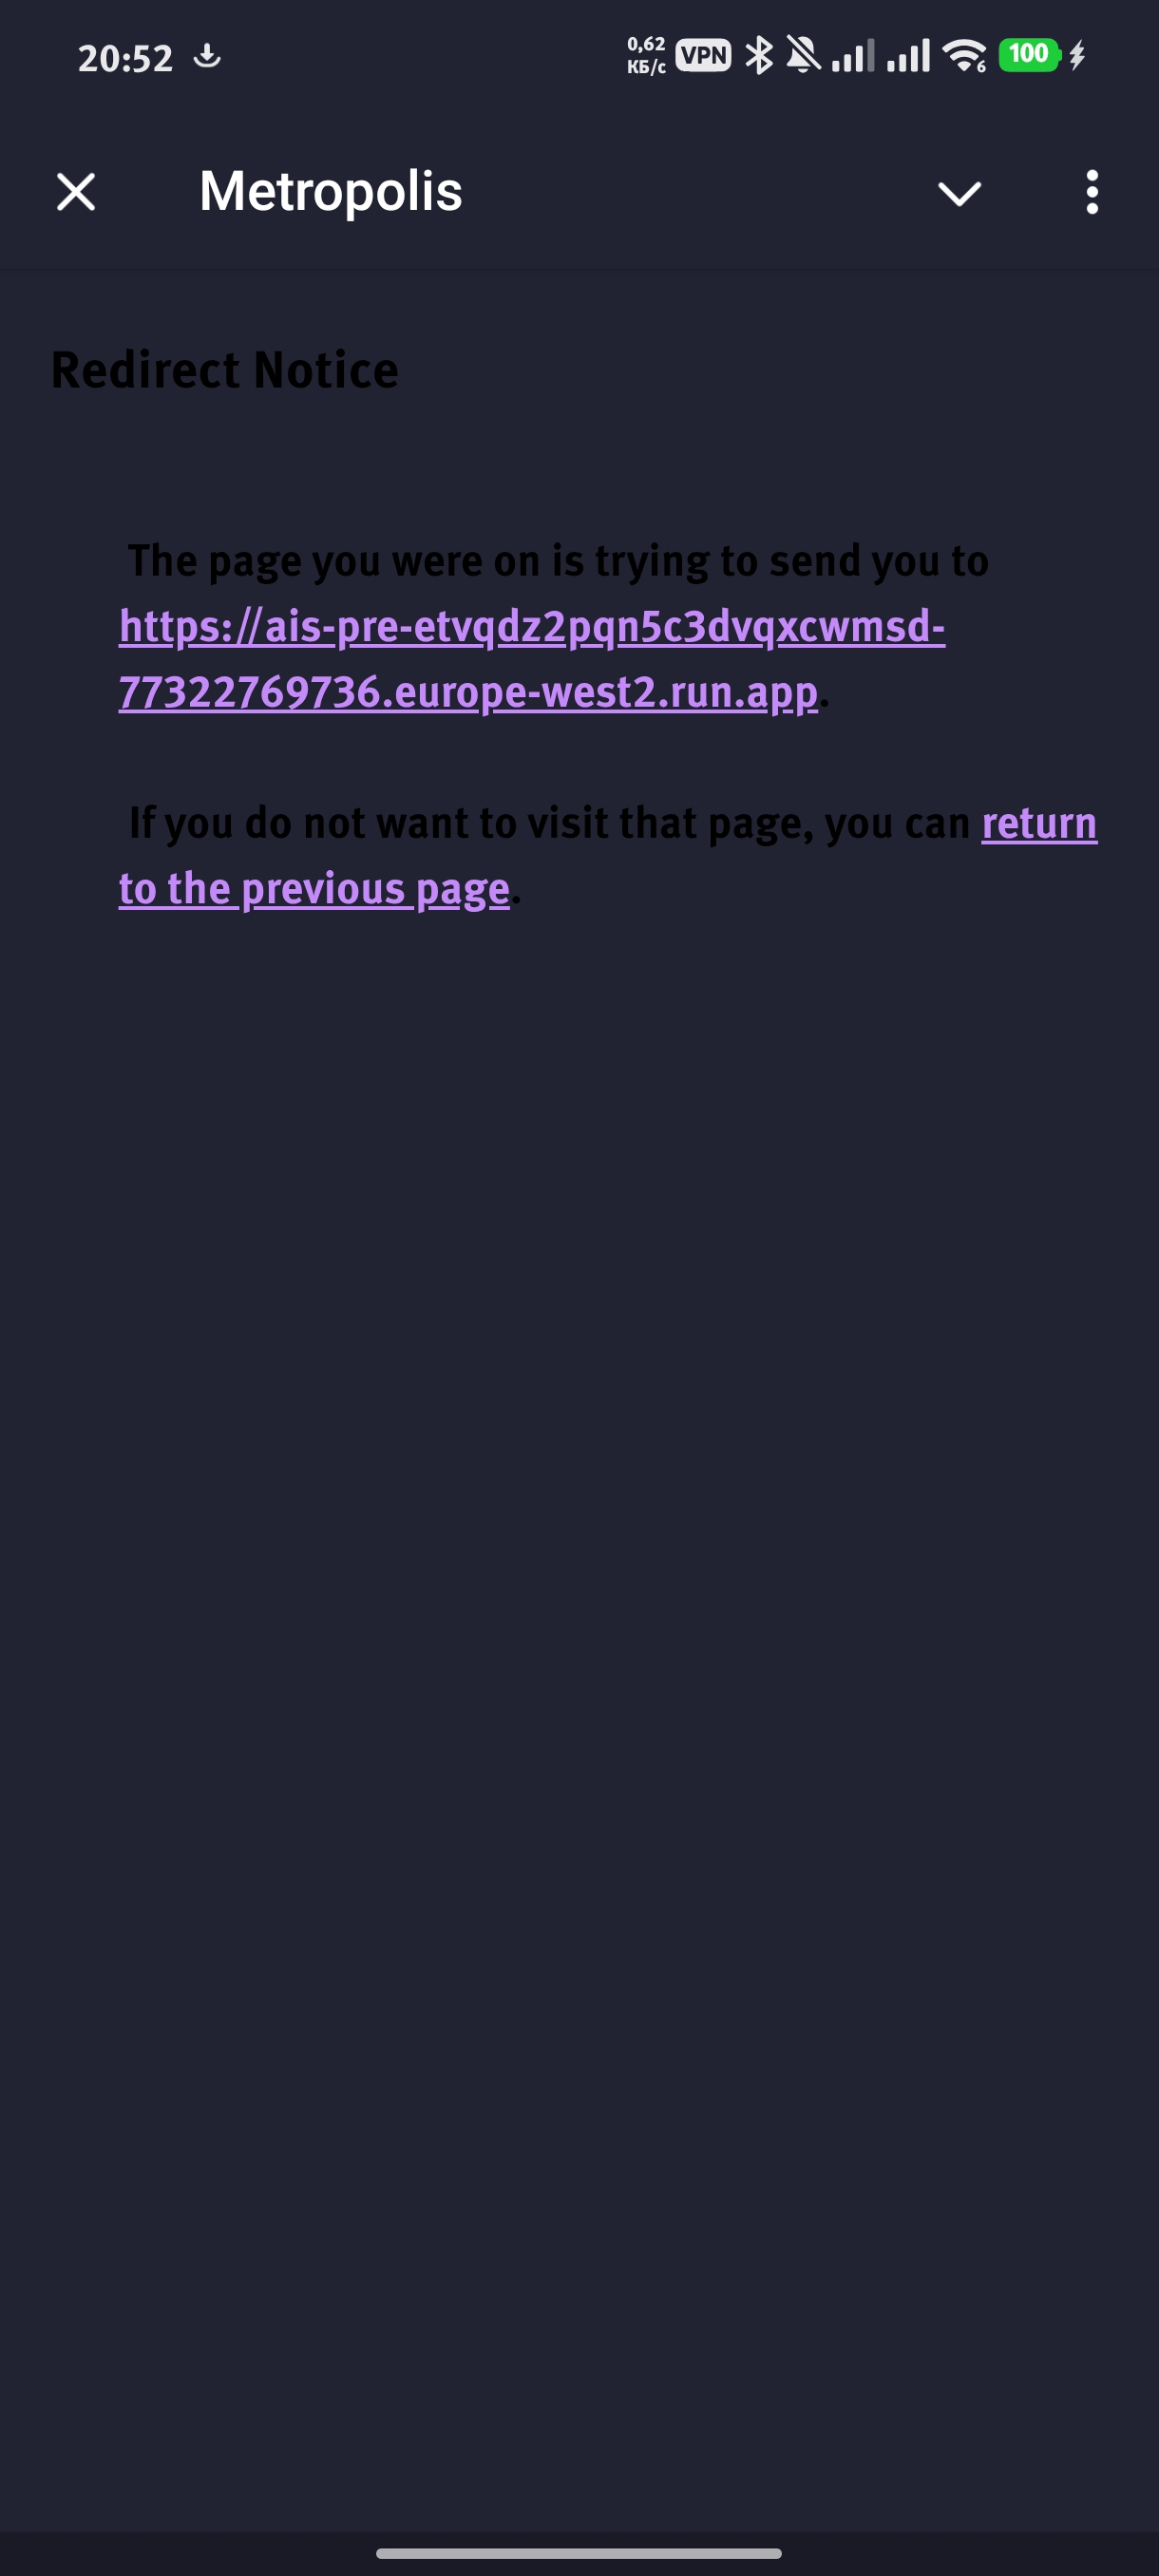 20:52
0,62
КБ/с
VPN
6
100
Metropolis
Redirect Notice
The page you were on is trying to send you to
https://ais-pre-etvqdz2pqn5c3dvqxcwmsd-
77322769736.europe-west2.run.app.
If you do not want to visit that page, you can return
to the previous page.